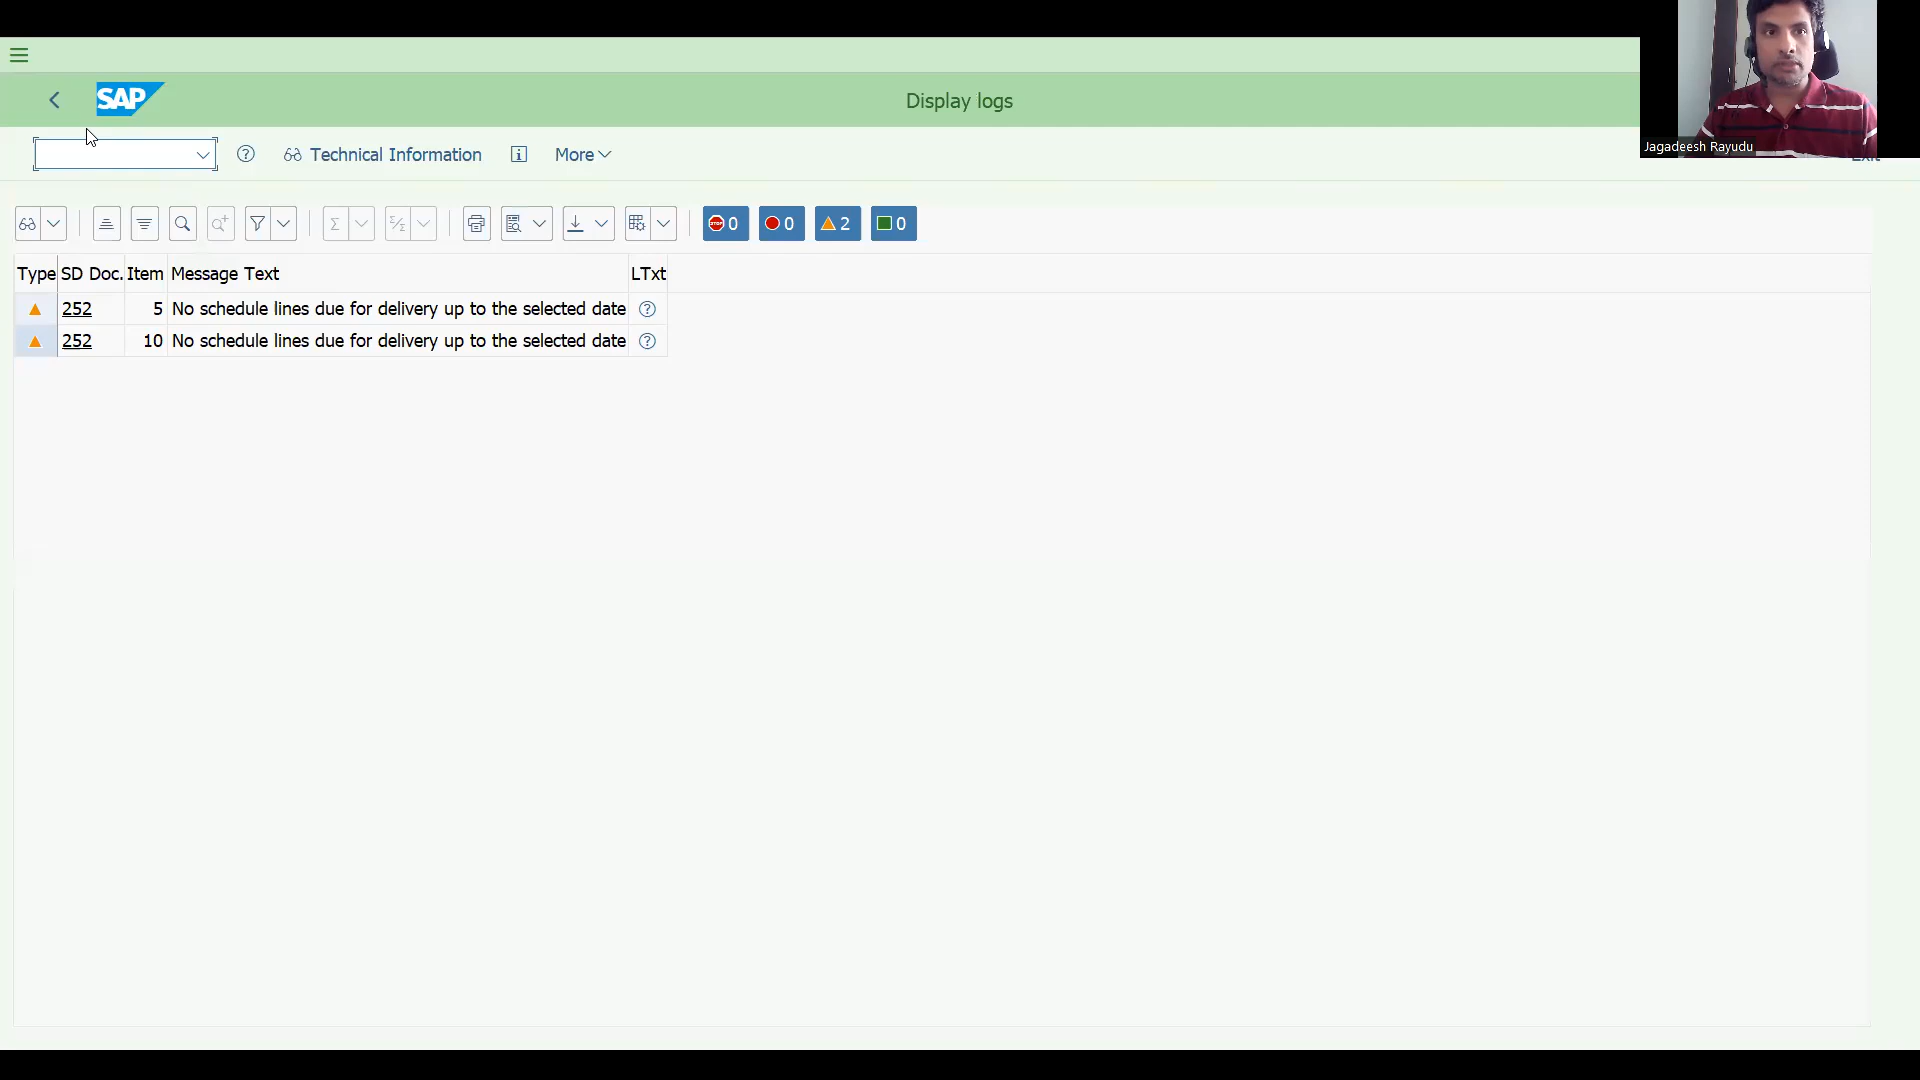 SAP
Display logs
Technical Information
More
Jagadeesh Rayudu
0
0
2
0
Type SD Doc. Item Message Text LTxt
252 5 No schedule lines due for delivery up to the selected date
252 10 No schedule lines due for delivery up to the selected date